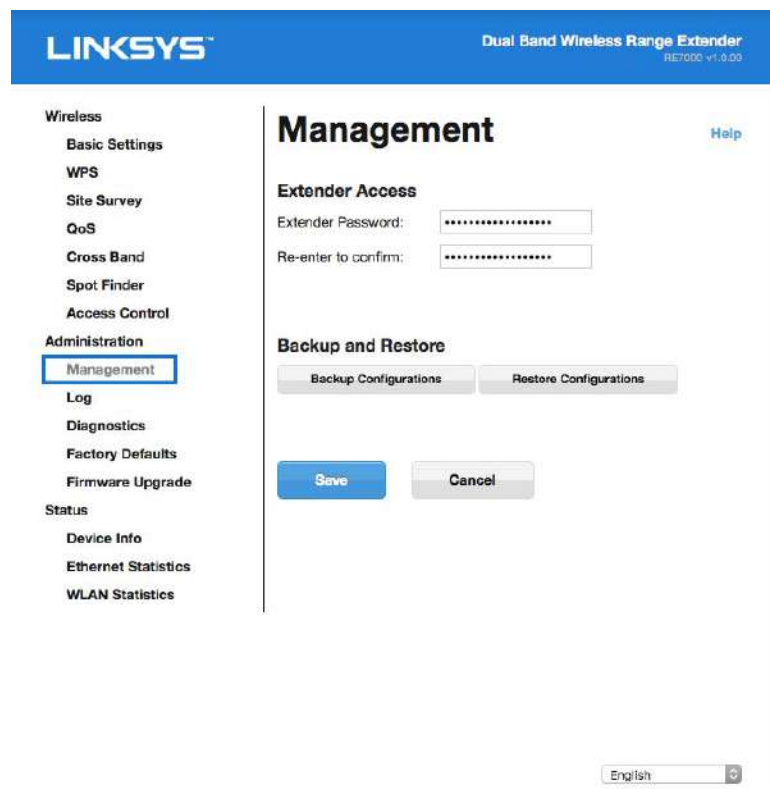 LINKSYS™
Dual Band Wireless Range Extender
RE7000 v1.0.00
Wireless
Basic Settings
WPS
Site Survey
QoS
Cross Band
Spot Finder
Access Control
Administration
Management
Log
Diagnostics
Factory Defaults
Firmware Upgrade
Status
Device Info
Ethernet Statistics
WLAN Statistics
Management
Help
Extender Access
Extender Password: ••••••••••••••••••
Re-enter to confirm: ••••••••••••••••••
Backup and Restore
Backup Configurations Restore Configurations
Save Cancel
English